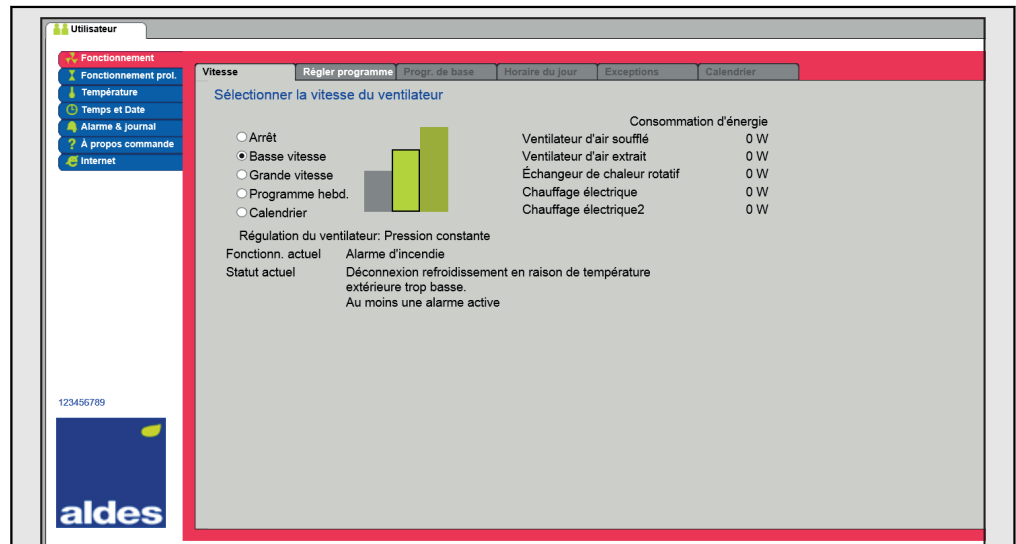 Utilisateur
Fonctionnement
Fonctionnement prol.
Température
Temps et Date
Alarme & journal
À propos commande
Internet
Vitesse
Régler programme
Progr. de base
Horaire du jour
Exceptions
Calendrier
Sélectionner la vitesse du ventilateur
Arrêt
Basse vitesse
Grande vitesse
Programme hebd.
Calendrier
Consommation d'énergie
Ventilateur d'air soufflé 0 W
Ventilateur d'air extrait 0 W
Échangeur de chaleur rotatif 0 W
Chauffage électrique 0 W
Chauffage électrique2 0 W
Régulation du ventilateur: Pression constante
Fonctionn. actuel Alarme d'incendie
Statut actuel Déconnexion refroidissement en raison de température
extérieure trop basse.
Au moins une alarme active
123456789
aldes